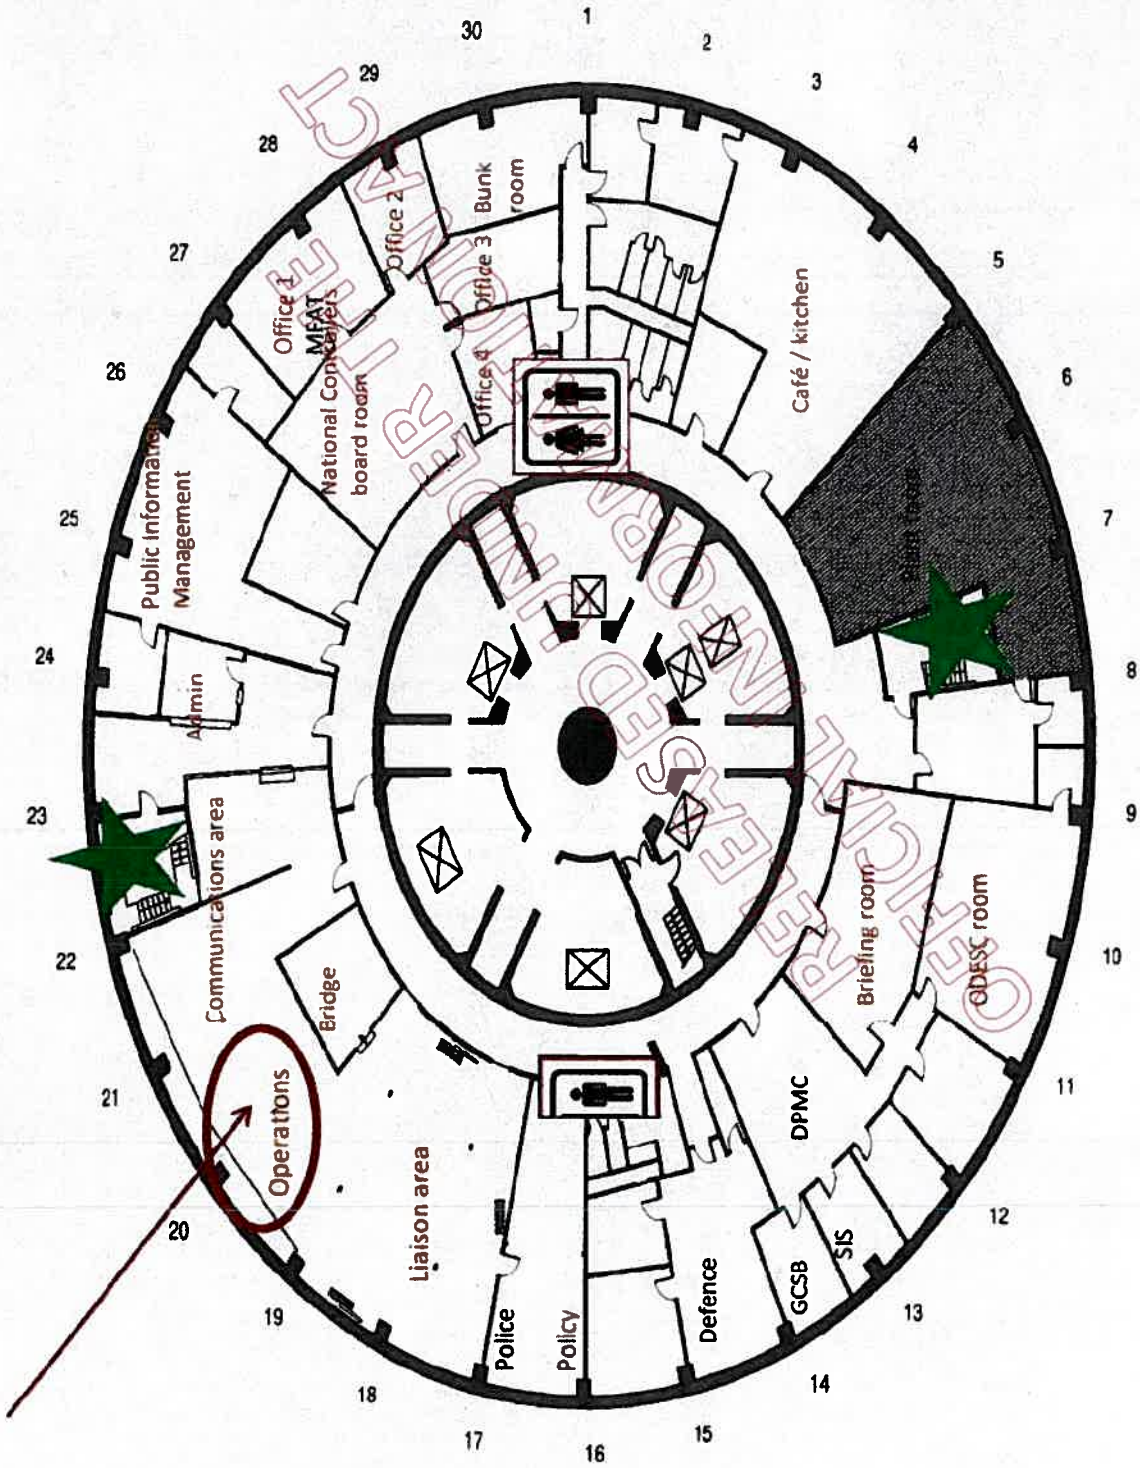 30
1
2
29
3
28
4
27
5
26
6
25
7
24
8
23
9
22
10
21
11
20
12
19
13
18
14
17
15
16
Office 2
Bunk
room
Office 3
Office 1
MFAT
Office 4
National Controllers
board room
Café / kitchen
Public Information
Management
Plant room
Admin
Communications area
Bridge
Operations
Liaison area
Police
Policy
Defence
GCSB
SIS
DPMC
Briefing room
ODESC room
RELEASED UNDER THE
OFFICIAL INFORMATION ACT